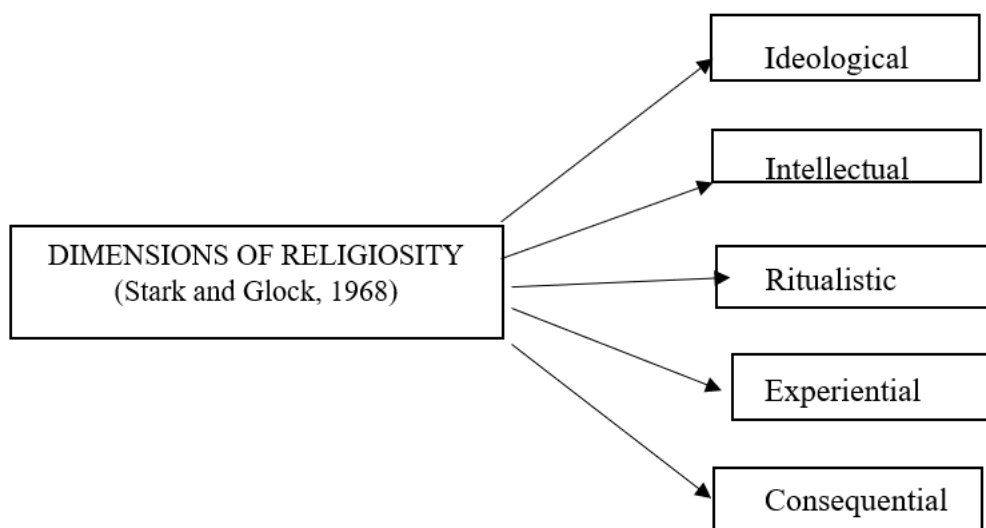 Ideological
Intellectual
DIMENSIONS OF RELIGIOSITY
(Stark and Glock, 1968)
Ritualistic
Experiential
Consequential